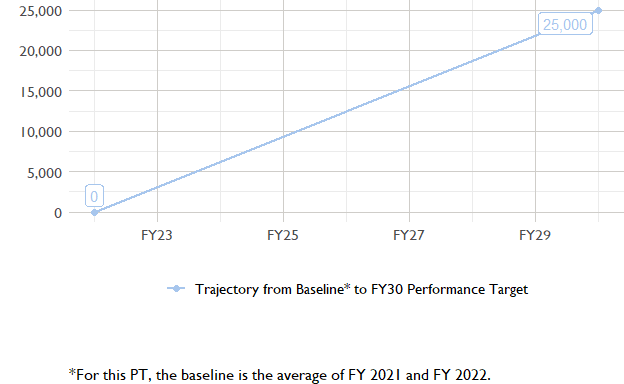 25,000
25,000
20,000
15,000
10,000
5,000
0
0
FY23 FY25 FY27 FY29
Trajectory from Baseline* to FY30 Performance Target
*For this PT, the baseline is the average of FY 2021 and FY 2022.